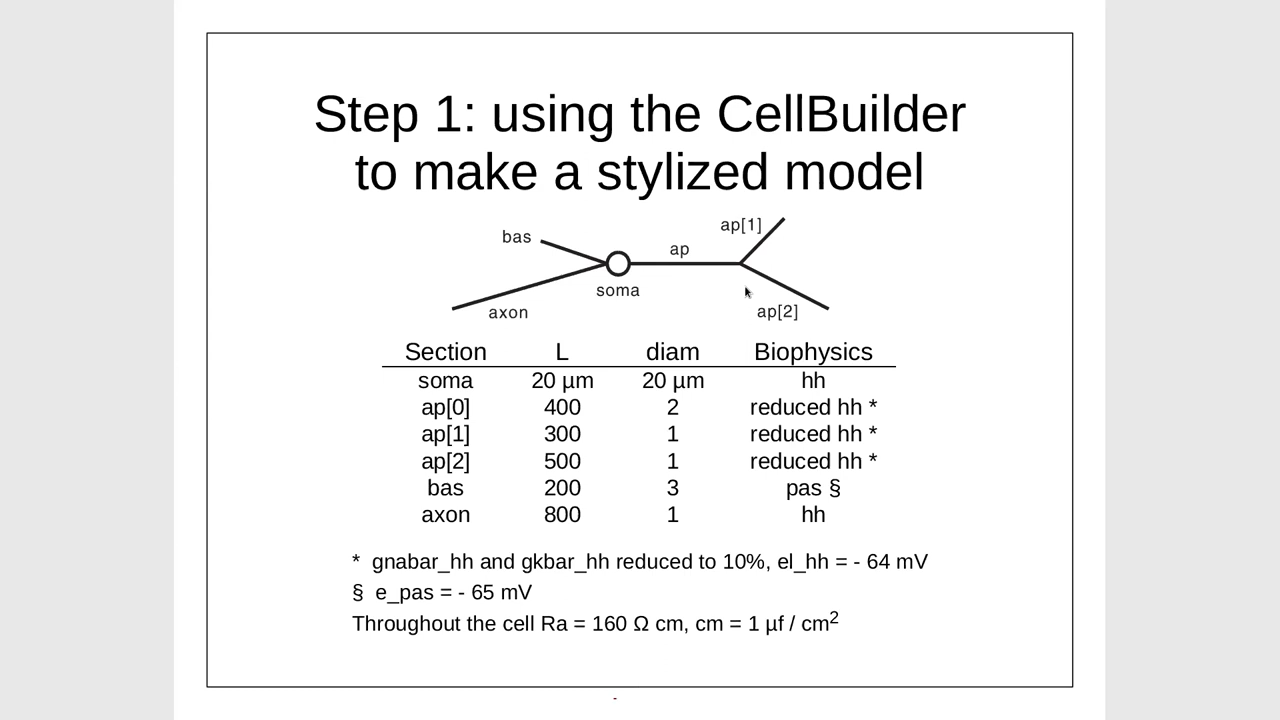 Step 1: using the CellBuilder
to make a stylized model
ap[1]
bas
ap
soma
axon
ap[2]
Section L diam Biophysics
soma 20 µm 20 µm hh
ap[0] 400 2 reduced hh *
ap[1] 300 1 reduced hh *
ap[2] 500 1 reduced hh *
bas 200 3 pas §
axon 800 1 hh
* gnabar_hh and gkbar_hh reduced to 10%, el_hh = - 64 mV
§ e_pas = - 65 mV
Throughout the cell Ra = 160 Ω cm, cm = 1 µf / cm²
-